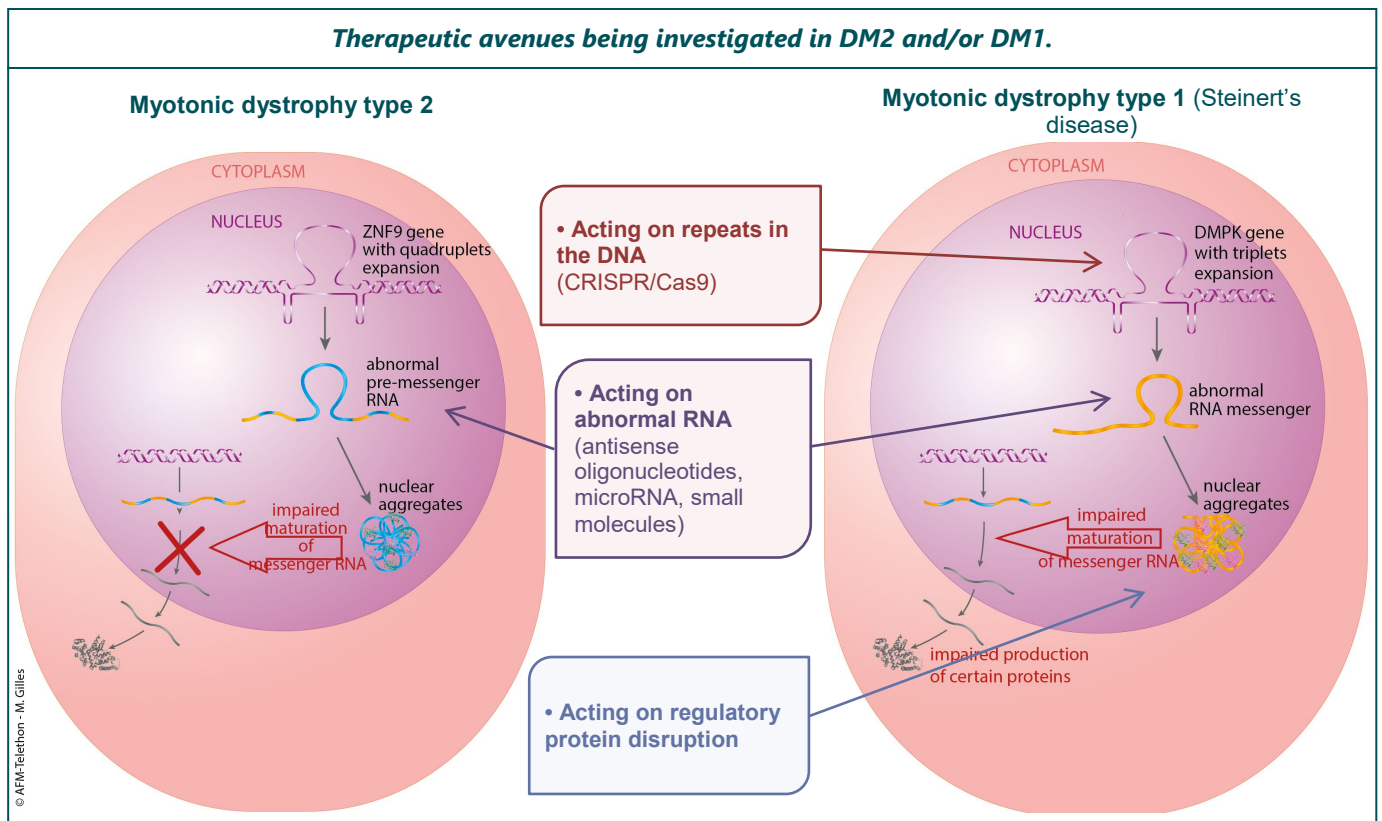 Therapeutic avenues being investigated in DM2 and/or DM1.
Myotonic dystrophy type 2
CYTOPLASM
NUCLEUS
ZNF9 gene
with quadruplets
expansion
abnormal
pre-messenger
RNA
nuclear
aggregates
impaired
maturation
of
messenger RNA
• Acting on repeats in
the DNA
(CRISPR/Cas9)
• Acting on
abnormal RNA
(antisense
oligonucleotides,
microRNA, small
molecules)
• Acting on regulatory
protein disruption
Myotonic dystrophy type 1 (Steinert's
disease)
CYTOPLASM
NUCLEUS
DMPK gene
with triplets
expansion
abnormal
RNA messenger
nuclear
aggregates
impaired
maturation
of messenger RNA
impaired production
of certain proteins
© AFM-Telethon - M. Gilles